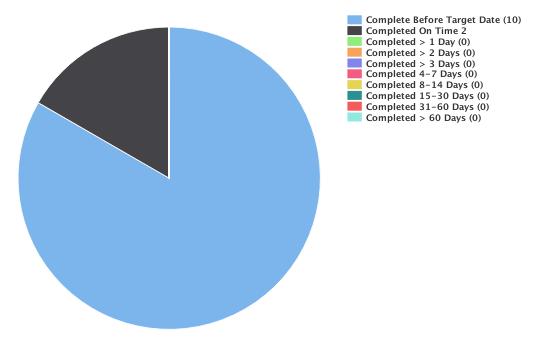 Complete Before Target Date (10)
Completed On Time 2
Completed > 1 Day (0)
Completed > 2 Days (0)
Completed > 3 Days (0)
Completed 4-7 Days (0)
Completed 8-14 Days (0)
Completed 15-30 Days (0)
Completed 31-60 Days (0)
Completed > 60 Days (0)